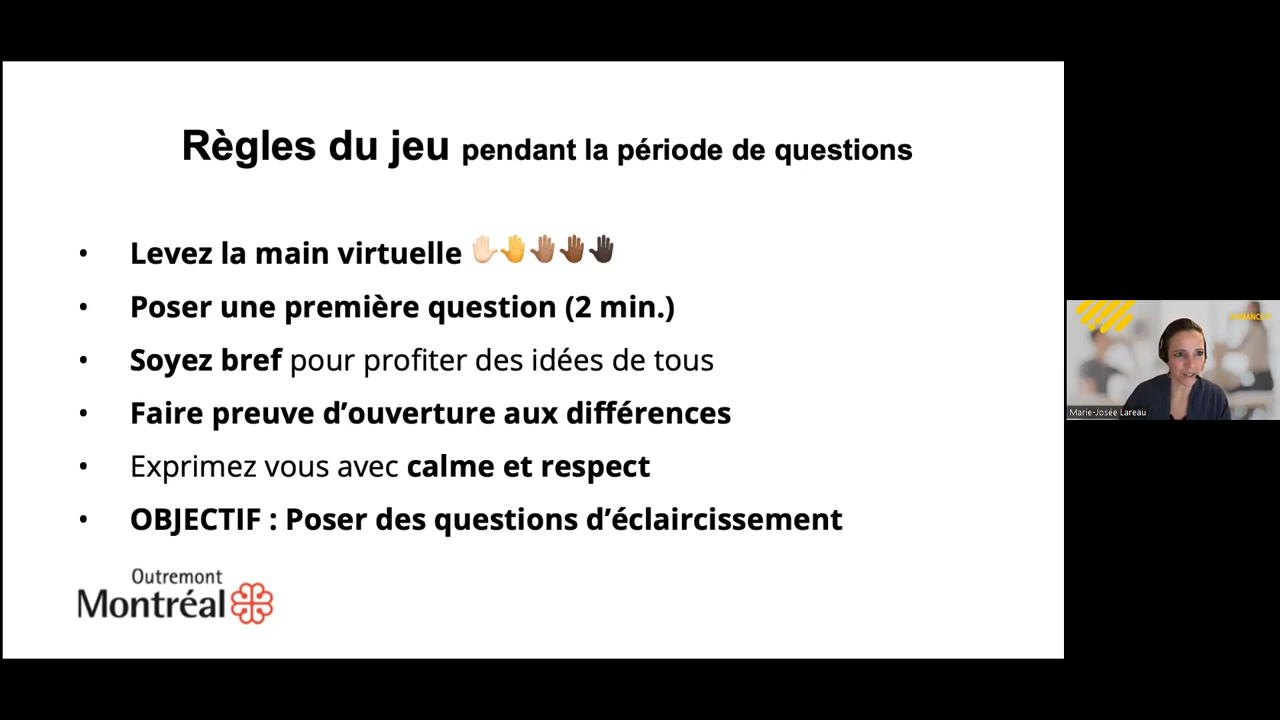 Règles du jeu pendant la période de questions
• Levez la main virtuelle 🖐🏻🖐🖐🏽🖐🏾🖐🏿
• Poser une première question (2 min.)
• Soyez bref pour profiter des idées de tous
• Faire preuve d’ouverture aux différences
• Exprimez vous avec calme et respect
• OBJECTIF : Poser des questions d’éclaircissement
Outremont
Montréal
Marie-Josée Lareau